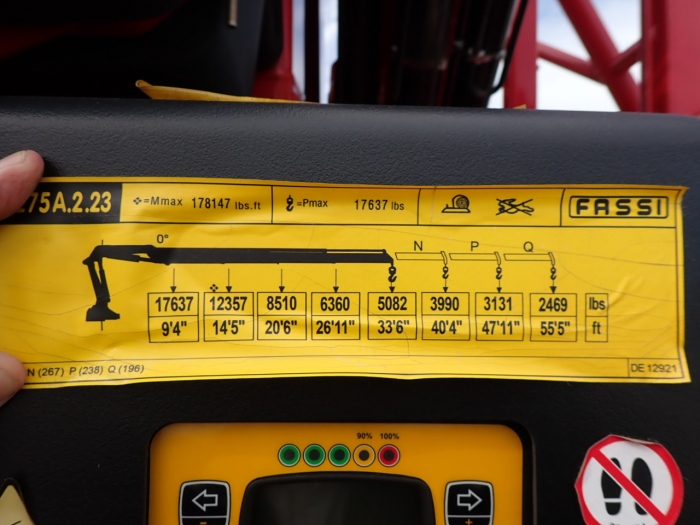 75A.2.23 =Mmax 178147 lbs.ft =Pmax 17637 lbs FASSI
0°
N P Q
17637 12357 8510 6360 5082 3990 3131 2469 lbs
9'4" 14'5" 20'6" 26'11" 33'6" 40'4" 47'11" 55'5" ft
N (267) P (238) Q (196) DE 12921
90% 100%
- +